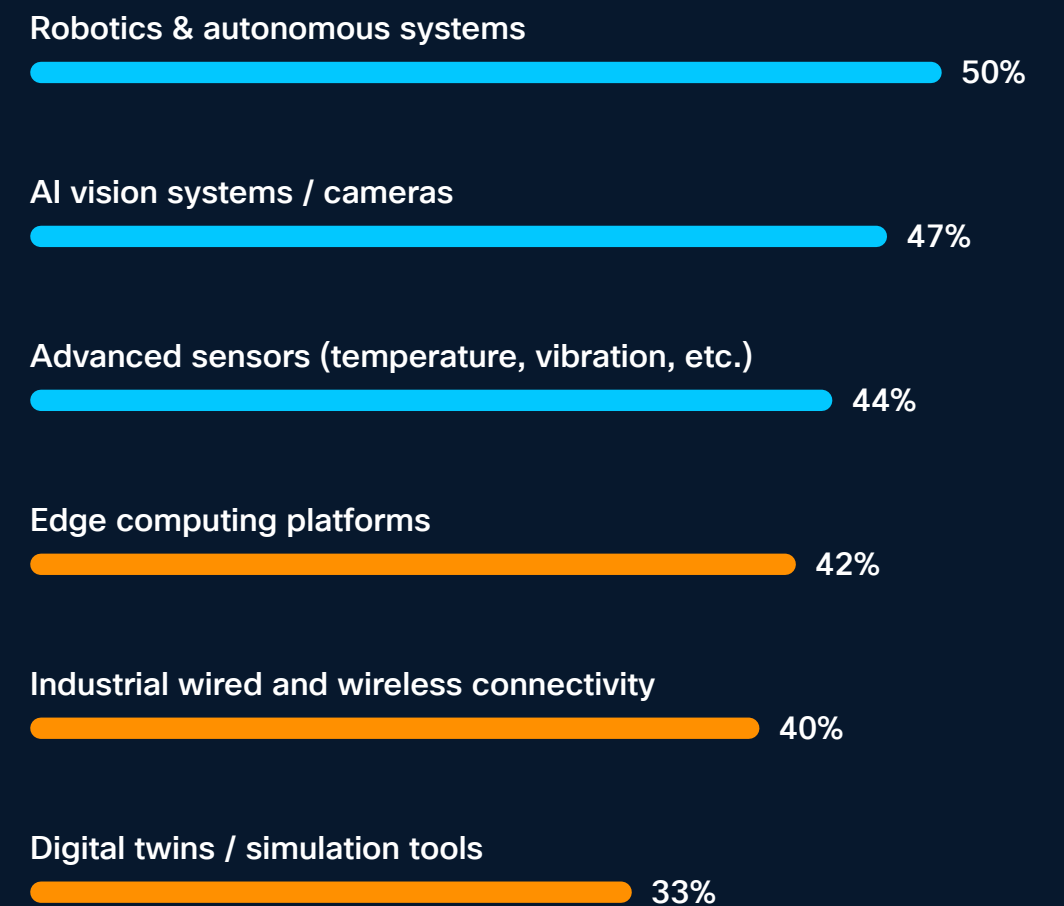 Robotics & autonomous systems
50%
AI vision systems / cameras
47%
Advanced sensors (temperature, vibration, etc.)
44%
Edge computing platforms
42%
Industrial wired and wireless connectivity
40%
Digital twins / simulation tools
33%